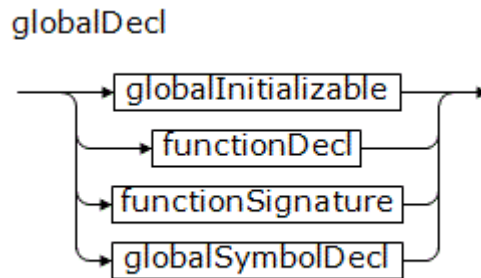 globalDecl
globalInitializable
functionDecl
functionSignature
globalSymbolDecl